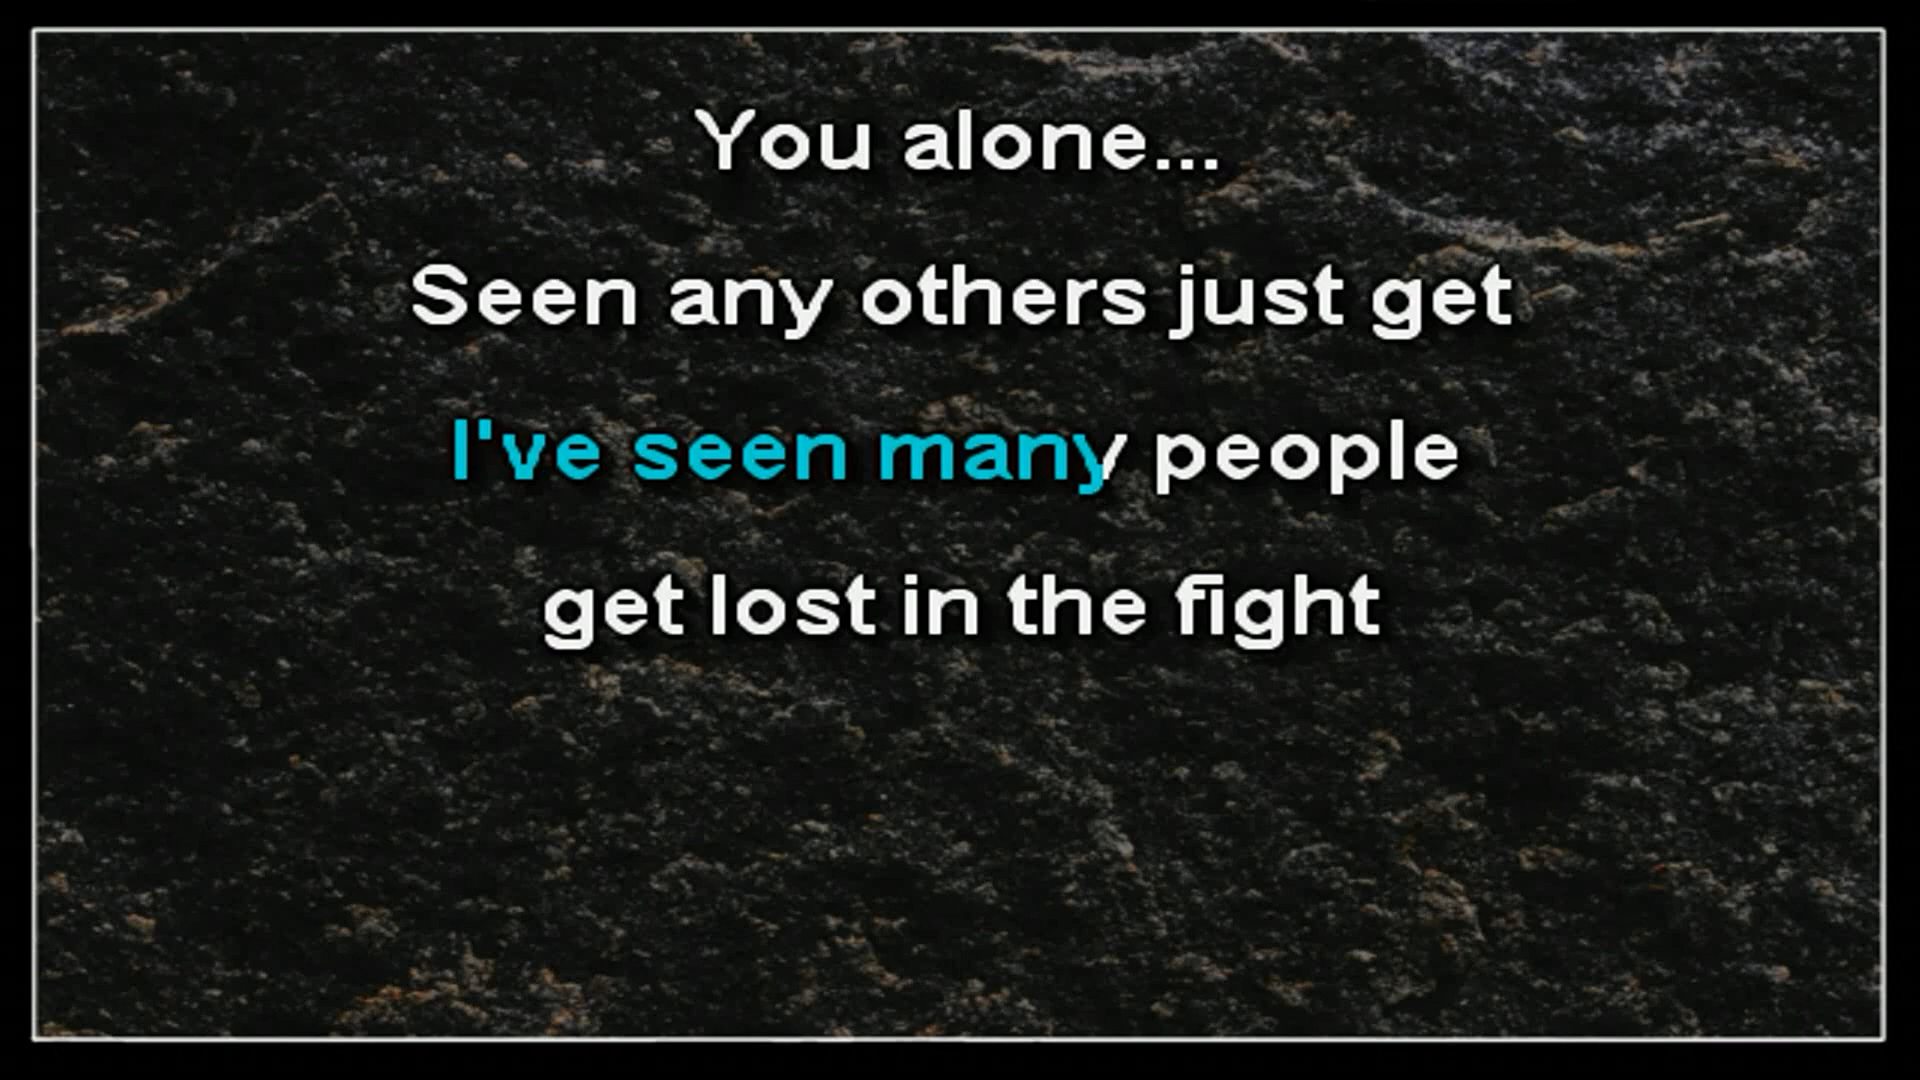 You alone...
Seen any others just get
I've seen many people
get lost in the fight